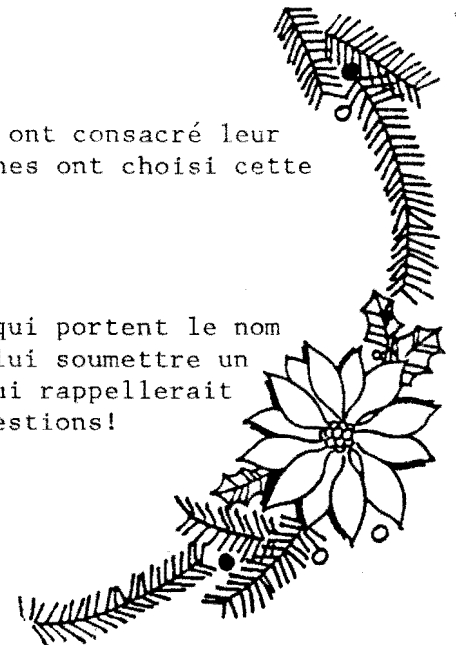 ont consacré leur
nes ont choisi cette
qui portent le nom
lui soumettre un
ui rappellerait
estions!